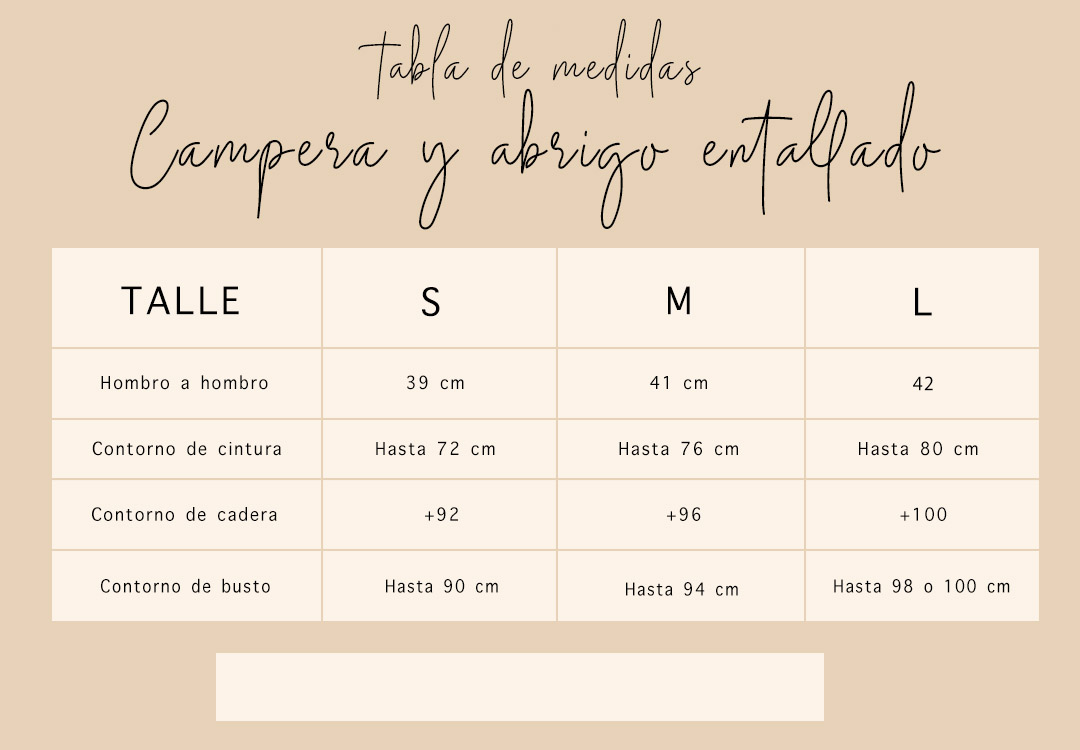 Tabla de medidas
Campera y abrigo entallado
TALLE S M L
Hombro a hombro 39 cm 41 cm 42
Contorno de cintura Hasta 72 cm Hasta 76 cm Hasta 80 cm
Contorno de cadera +92 +96 +100
Contorno de busto Hasta 90 cm Hasta 94 cm Hasta 98 o 100 cm